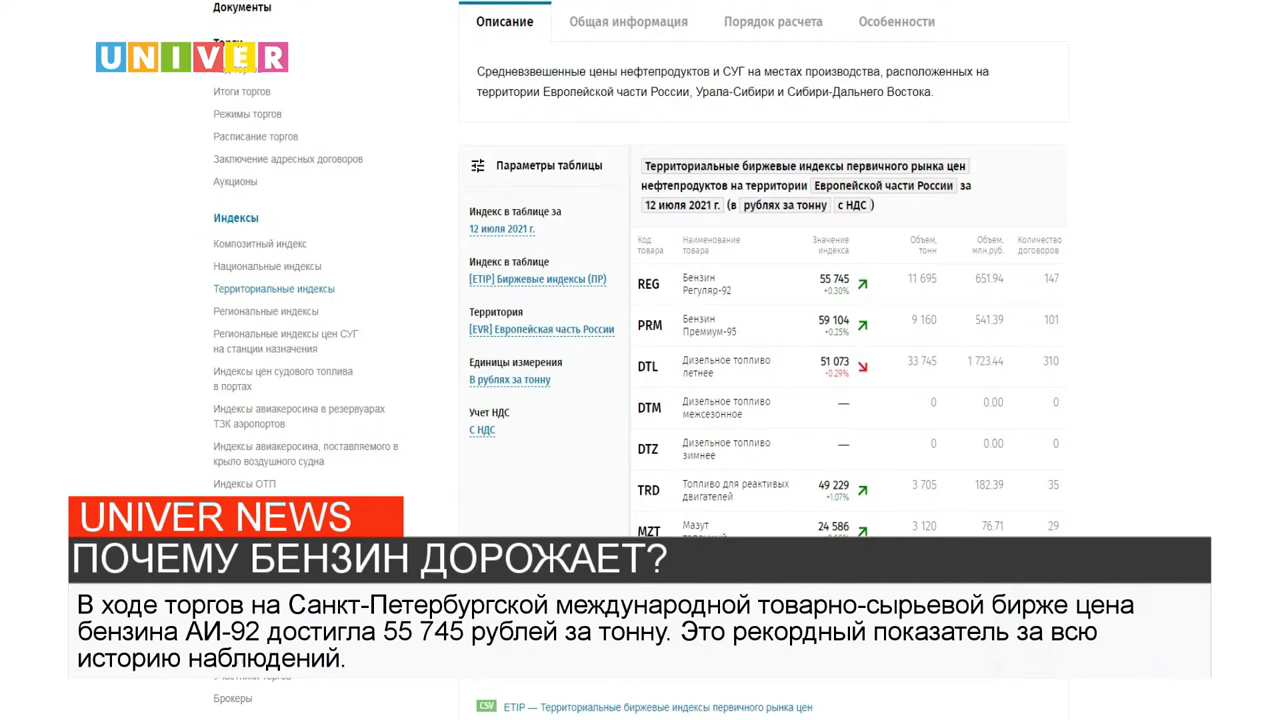 Документы
Торги
UNIVER
Итоги торгов
Режимы торгов
Расписание торгов
Заключение адресных договоров
Аукционы
Индексы
Композитный индекс
Национальные индексы
Территориальные индексы
Региональные индексы
Региональные индексы цен СУГ
на станции назначения
Индексы цен судового топлива
в портах
Индексы авиакеросина в резервуарах
ТЗК аэропортов
Индексы авиакеросина, поставляемого в
крыло воздушного судна
Индексы ОТП
Описание Общая информация Порядок расчета Особенности
Средневзвешенные цены нефтепродуктов и СУГ на местах производства, расположенных на
территории Европейской части России, Урала-Сибири и Сибири-Дальнего Востока.
Параметры таблицы
Индекс в таблице за
12 июля 2021 г.
Индекс в таблице
[ETIP] Биржевые индексы (ПР)
Территория
[EVR] Европейская часть России
Единицы измерения
В рублях за тонну
Учет НДС
С НДС
Территориальные биржевые индексы первичного рынка цен
нефтепродуктов на территории Европейской части России за
12 июля 2021 г. (в рублях за тонну с НДС )
Код Наименование Значение Объем, Объем, Количество
товара товара индекса тонн млн.руб. договоров
REG Бензин Регуляр-92 55 745 +0.30% 11 695 651.94 147
PRM Бензин Премиум-95 59 104 +0.25% 9 160 541.39 101
DTL Дизельное топливо летнее 51 073 -0.29% 33 745 1 723.44 310
DTM Дизельное топливо межсезонное — 0 0.00 0
DTZ Дизельное топливо зимнее — 0 0.00 0
TRD Топливо для реактивных двигателей 49 229 +1.07% 3 705 182.39 35
MZT Мазут 24 586 3 120 76.71 29
UNIVER NEWS
ПОЧЕМУ БЕНЗИН ДОРОЖАЕТ?
В ходе торгов на Санкт-Петербургской международной товарно-сырьевой бирже цена
бензина АИ-92 достигла 55 745 рублей за тонну. Это рекордный показатель за всю
историю наблюдений.
Брокеры
CSV ETIP — Территориальные биржевые индексы первичного рынка цен